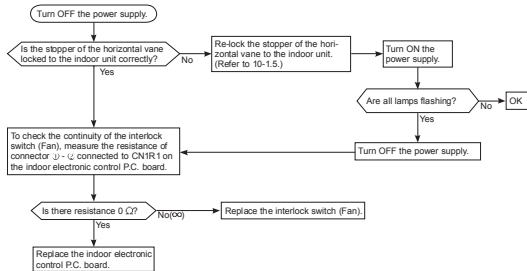 Turn OFF the power supply.
Is the stopper of the horizontal vane
locked to the indoor unit correctly?
No
Re-lock the stopper of the hori-
zontal vane to the indoor unit.
(Refer to 10-1.5.)
Turn ON the
power supply.
Yes
Are all lamps flashing?
No
OK
Yes
To check the continuity of the interlock
switch (Fan), measure the resistance of
connector ① - ② connected to CN1R1 on
the indoor electronic control P.C. board.
Turn OFF the power supply.
Is there resistance 0 Ω?
No(∞)
Replace the interlock switch (Fan).
Yes
Replace the indoor electronic
control P.C. board.